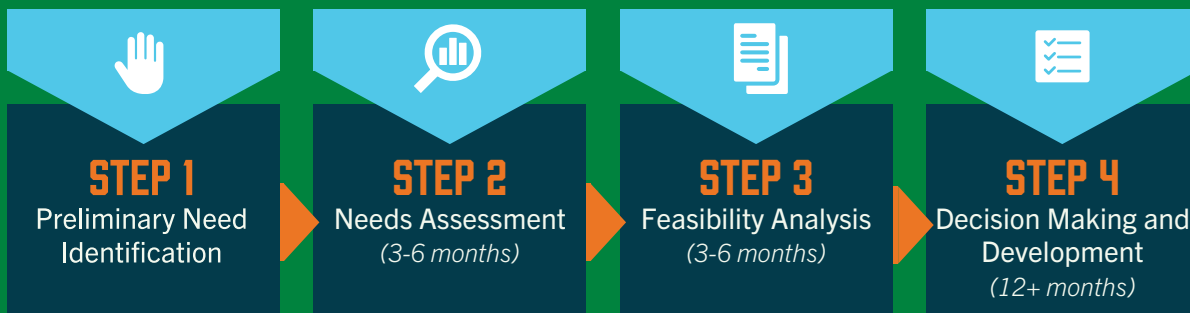 STEP 1
Preliminary Need
Identification
STEP 2
Needs Assessment
(3-6 months)
STEP 3
Feasibility Analysis
(3-6 months)
STEP 4
Decision Making and
Development
(12+ months)